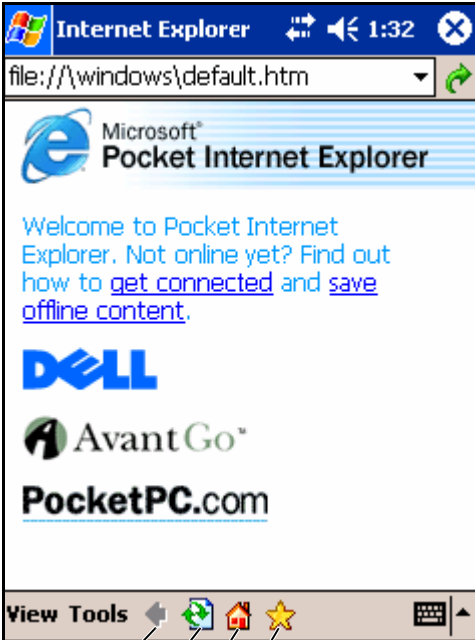 Internet Explorer 1:32
file://\windows\default.htm
Microsoft®
Pocket Internet Explorer
Welcome to Pocket Internet
Explorer. Not online yet? Find out
how to get connected and save
offline content.
DELL
AvantGo™
PocketPC.com
View Tools